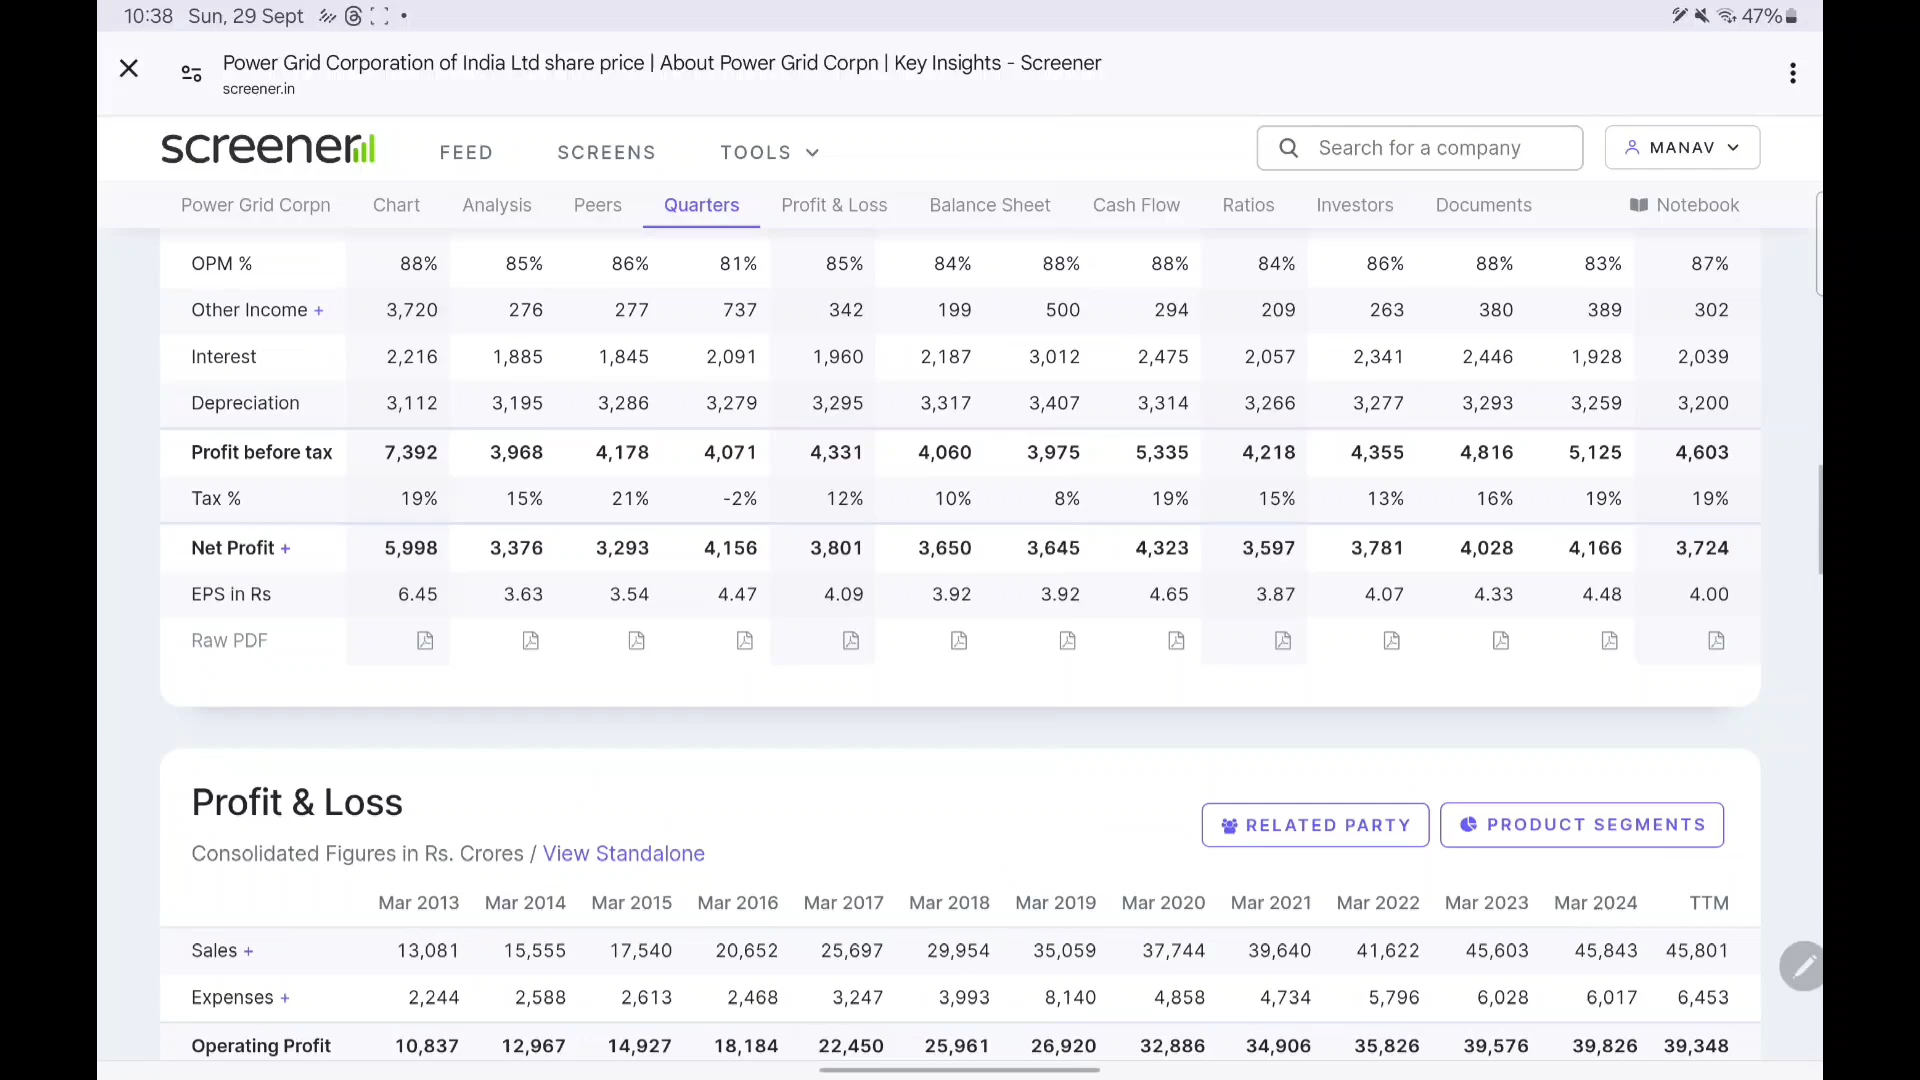 10:38 Sun, 29 Sept 47%
Power Grid Corporation of India Ltd share price | About Power Grid Corpn | Key Insights - Screener
screener.in
screener FEED SCREENS TOOLS Search for a company MANAV
Power Grid Corpn Chart Analysis Peers Quarters Profit & Loss Balance Sheet Cash Flow Ratios Investors Documents Notebook
OPM % 88% 85% 86% 81% 85% 84% 88% 88% 84% 86% 88% 83% 87%
Other Income + 3,720 276 277 737 342 199 500 294 209 263 380 389 302
Interest 2,216 1,885 1,845 2,091 1,960 2,187 3,012 2,475 2,057 2,341 2,446 1,928 2,039
Depreciation 3,112 3,195 3,286 3,279 3,295 3,317 3,407 3,314 3,266 3,277 3,293 3,259 3,200
Profit before tax 7,392 3,968 4,178 4,071 4,331 4,060 3,975 5,335 4,218 4,355 4,816 5,125 4,603
Tax % 19% 15% 21% -2% 12% 10% 8% 19% 15% 13% 16% 19% 19%
Net Profit + 5,998 3,376 3,293 4,156 3,801 3,650 3,645 4,323 3,597 3,781 4,028 4,166 3,724
EPS in Rs 6.45 3.63 3.54 4.47 4.09 3.92 3.92 4.65 3.87 4.07 4.33 4.48 4.00
Raw PDF
Profit & Loss
RELATED PARTY PRODUCT SEGMENTS
Consolidated Figures in Rs. Crores / View Standalone
Mar 2013 Mar 2014 Mar 2015 Mar 2016 Mar 2017 Mar 2018 Mar 2019 Mar 2020 Mar 2021 Mar 2022 Mar 2023 Mar 2024 TTM
Sales + 13,081 15,555 17,540 20,652 25,697 29,954 35,059 37,744 39,640 41,622 45,603 45,843 45,801
Expenses + 2,244 2,588 2,613 2,468 3,247 3,993 8,140 4,858 4,734 5,796 6,028 6,017 6,453
Operating Profit 10,837 12,967 14,927 18,184 22,450 25,961 26,920 32,886 34,906 35,826 39,576 39,826 39,348